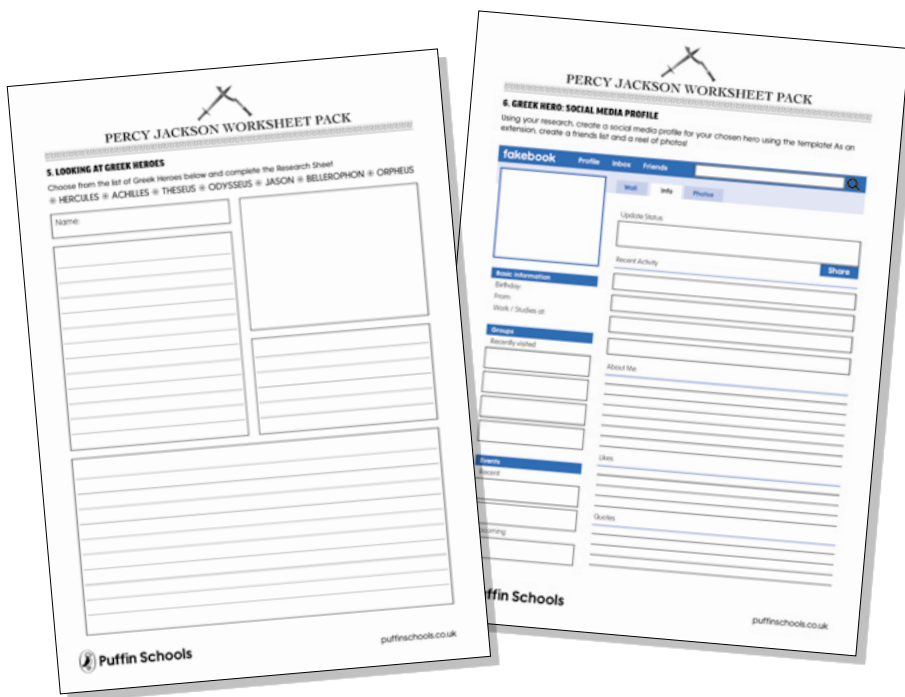 PERCY JACKSON WORKSHEET PACK
5. LOOKING AT GREEK HEROES
Choose from the list of Greek Heroes below and complete the Research Sheet
HERCULES ※ ACHILLES ※ THESEUS ※ ODYSSEUS ※ JASON ※ BELLEROPHON ※ ORPHEUS
Name:
Puffin Schools
puffinschools.co.uk
PERCY JACKSON WORKSHEET PACK
6. GREEK HERO: SOCIAL MEDIA PROFILE
Using your research, create a social media profile for your chosen hero using the template! As an
extension, create a friends list and a reel of photos!
fakebook Profile Inbox Friends
Wall Info Photos
Update Status
Share
Recent Activity
Basic Information
Birthday:
From:
Work / Studies at:
Groups
Recently visited
About Me
Likes
Events
Recent
Quotes
pcoming
ffin Schools
puffinschools.co.uk